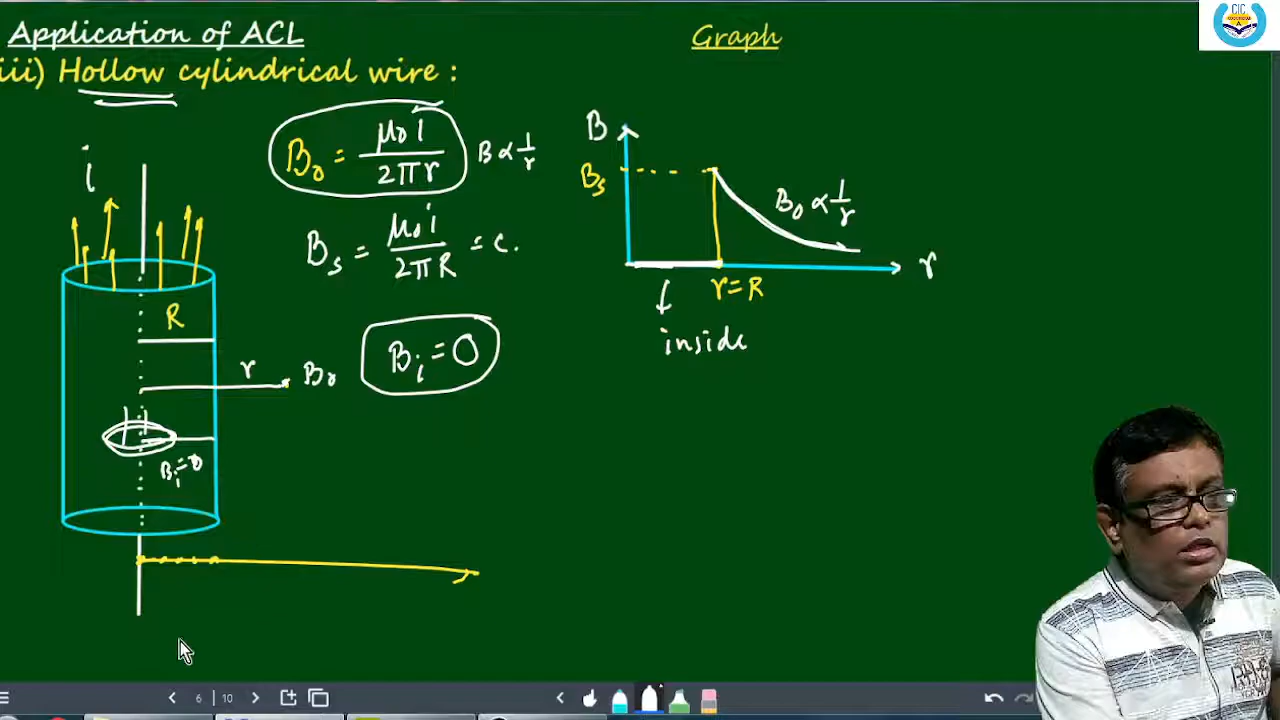 Application of ACL
iii) Hollow cylindrical wire :
i
R
r
B₀
Bᵢ=0
B₀ = μ₀i / 2πr
B ∝ 1/r
Bₛ = μ₀i / 2πR = c.
Bᵢ = 0
Graph
B
Bₛ
B₀ ∝ 1/r
r
r=R
inside
CIC
6 10